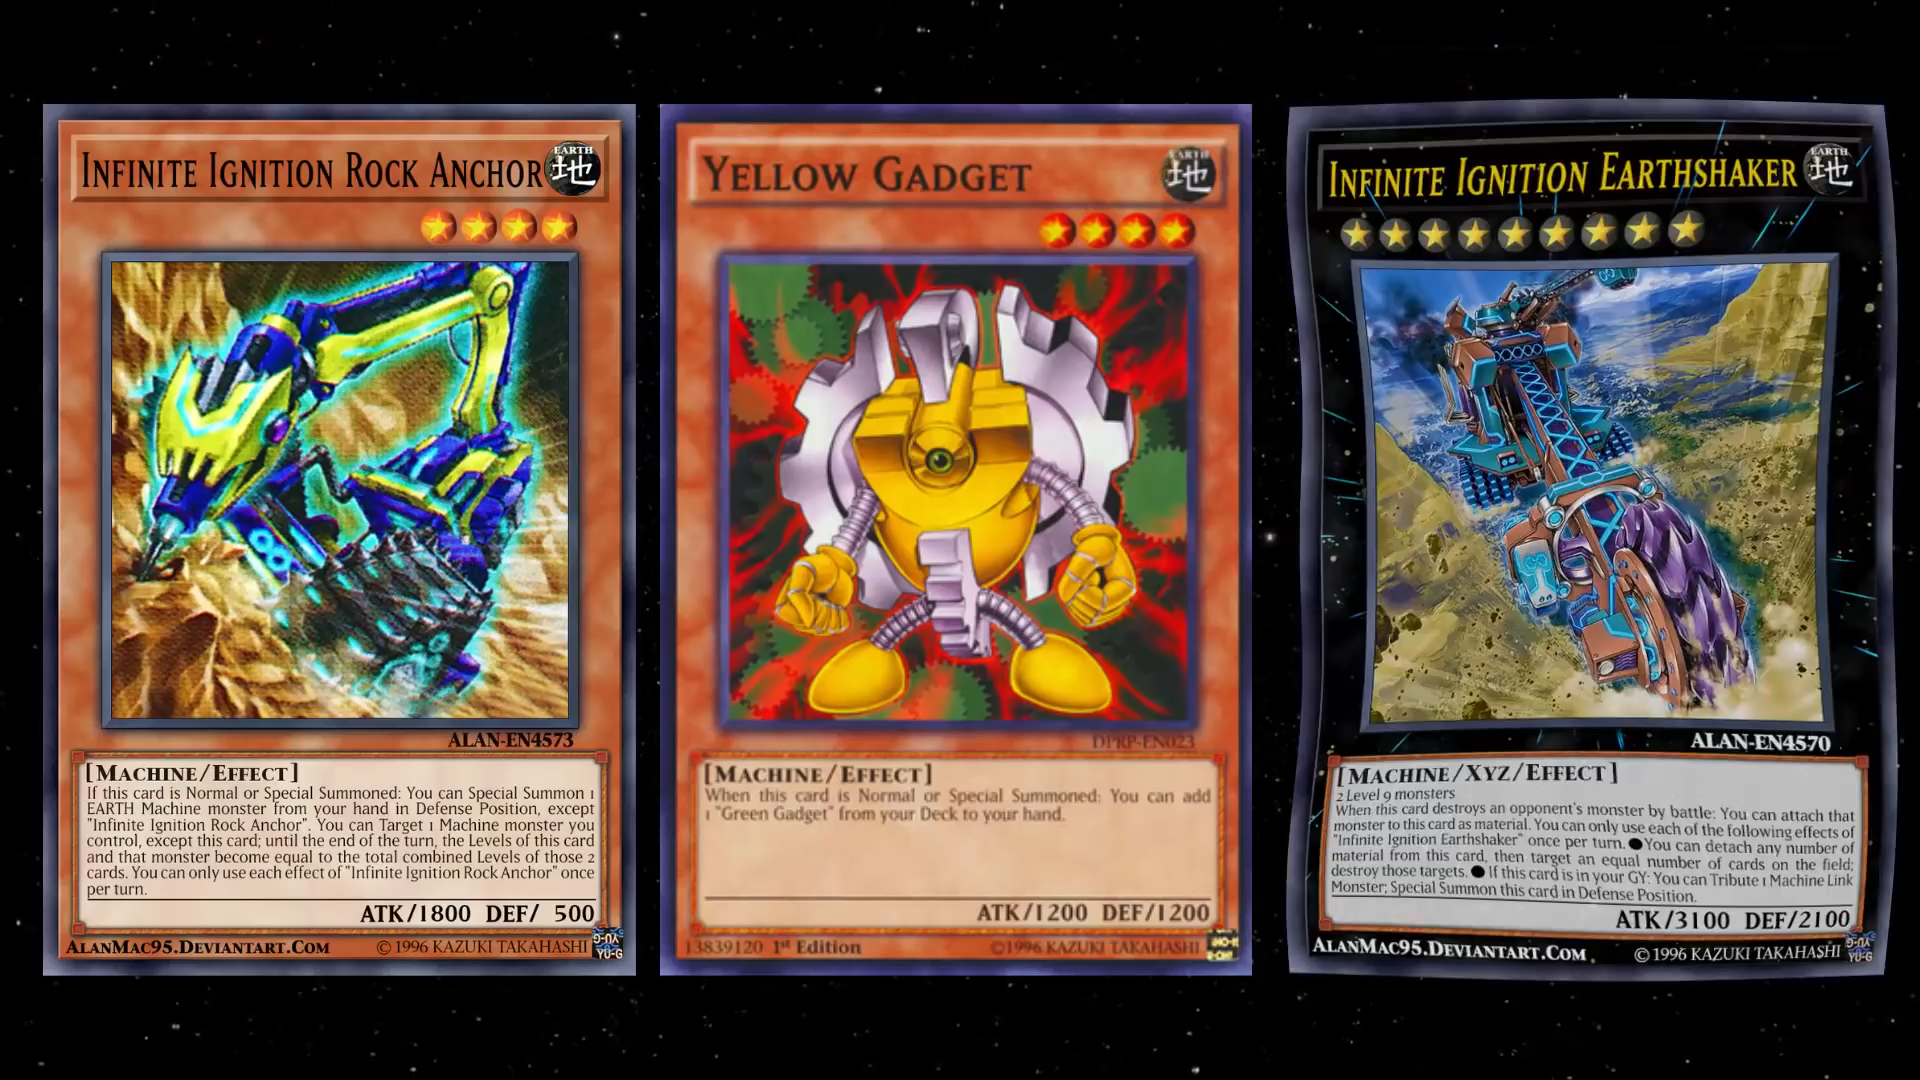 INFINITE IGNITION ROCK ANCHOR
EARTH
地
ALAN-EN4573
[MACHINE/EFFECT]
If this card is Normal or Special Summoned: You can Special Summon 1
EARTH Machine monster from your hand in Defense Position, except
"Infinite Ignition Rock Anchor". You can Target 1 Machine monster you
control, except this card; until the end of the turn, the Levels of this card
and that monster become equal to the total combined Levels of those 2
cards. You can only use each effect of "Infinite Ignition Rock Anchor" once
per turn.
ATK/1800 DEF/ 500
ALANMAC95.DEVIANTART.COM © 1996 KAZUKI TAKAHASHI
YELLOW GADGET
EARTH
地
DPRP-EN023
[MACHINE/EFFECT]
When this card is Normal or Special Summoned: You can add
1 "Green Gadget" from your Deck to your hand.
ATK/1200 DEF/1200
13839120 1st Edition ©1996 KAZUKI TAKAHASHI
INFINITE IGNITION EARTHSHAKER
EARTH
地
ALAN-EN4570
[MACHINE/XYZ/EFFECT]
2 Level 9 monsters
When this card destroys an opponent's monster by battle: You can attach that
monster to this card as material. You can only use each of the following effects of
"Infinite Ignition Earthshaker" once per turn. ●You can detach any number of
material from this card, then target an equal number of cards on the field;
destroy those targets. ● If this card is in your GY: You can Tribute 1 Machine Link
Monster; Special Summon this card in Defense Position.
ATK/3100 DEF/2100
ALANMAC95.DEVIANTART.COM © 1996 KAZUKI TAKAHASHI